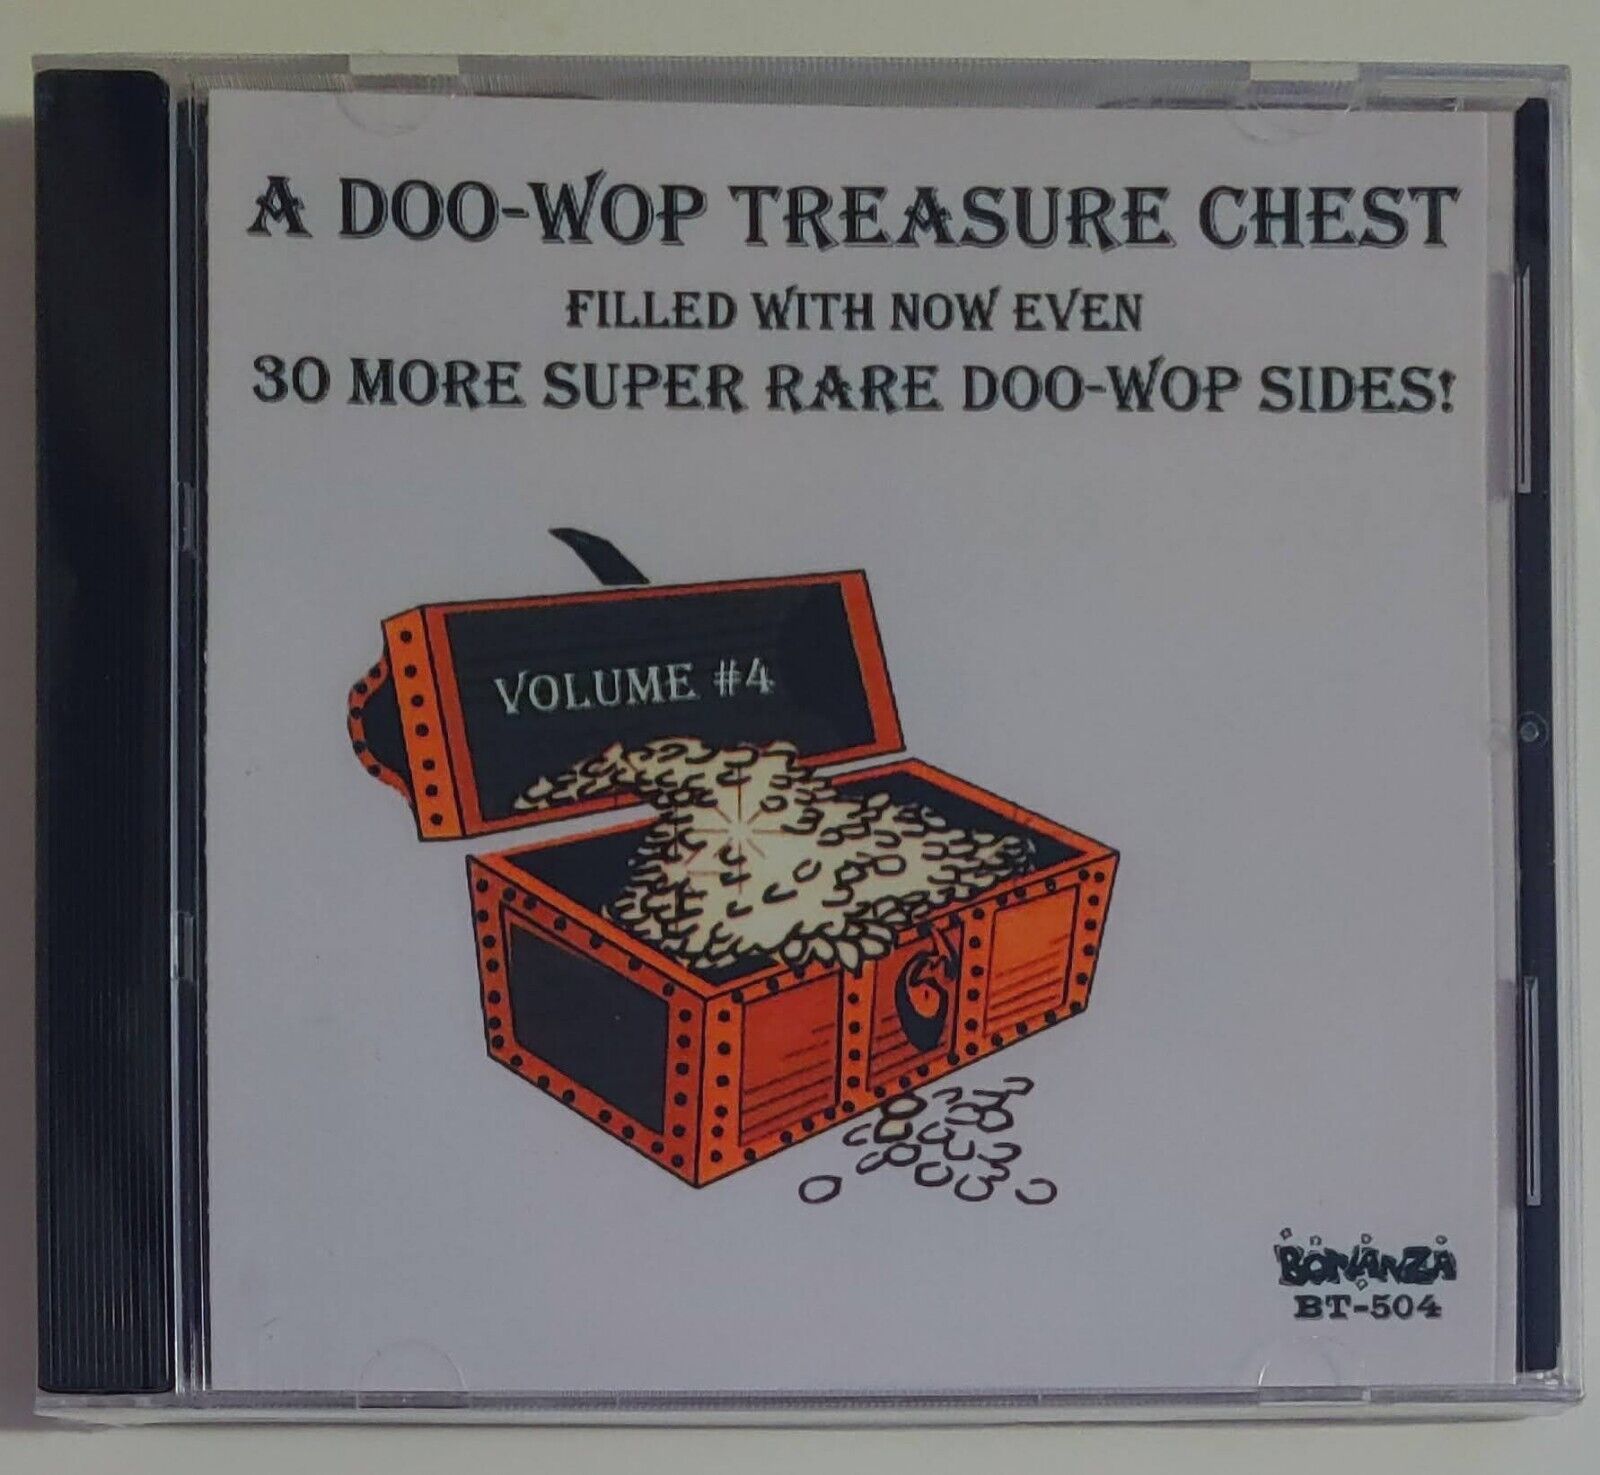 A DOO-WOP TREASURE CHEST
FILLED WITH NOW EVEN
30 MORE SUPER RARE DOO-WOP SIDES!
VOLUME #4
BONANZA
BT-504